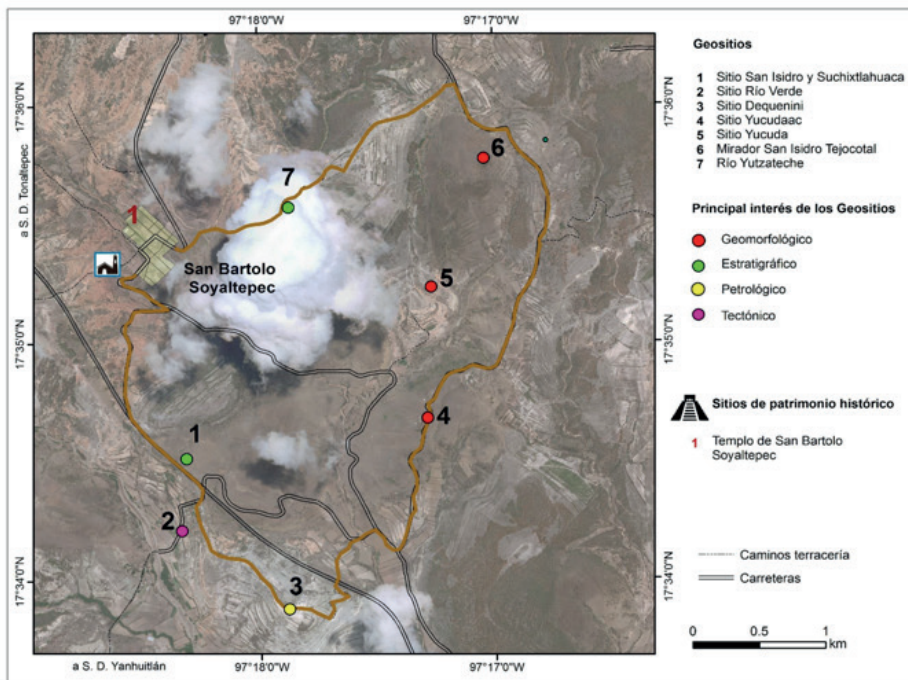 97°18'0"W
97°17'0"W
17°36'0"N
17°36'0"N
a S. D. Tonaltepec
7
6
1
San Bartolo
Soyaltepec
5
17°35'0"N
17°35'0"N
4
1
2
3
17°34'0"N
17°34'0"N
a S. D. Yanhuitlán
97°18'0"W
97°17'0"W
Geositios
1 Sitio San Isidro y Suchixtlahuaca
2 Sitio Río Verde
3 Sitio Dequenini
4 Sitio Yucudaac
5 Sitio Yucuda
6 Mirador San Isidro Tejocotal
7 Río Yutzateche
Principal interés de los Geositios
Geomorfológico
Estratigráfico
Petrológico
Tectónico
Sitios de patrimonio histórico
1 Templo de San Bartolo
Soyaltepec
Caminos terracería
Carreteras
0 0.5 1
km